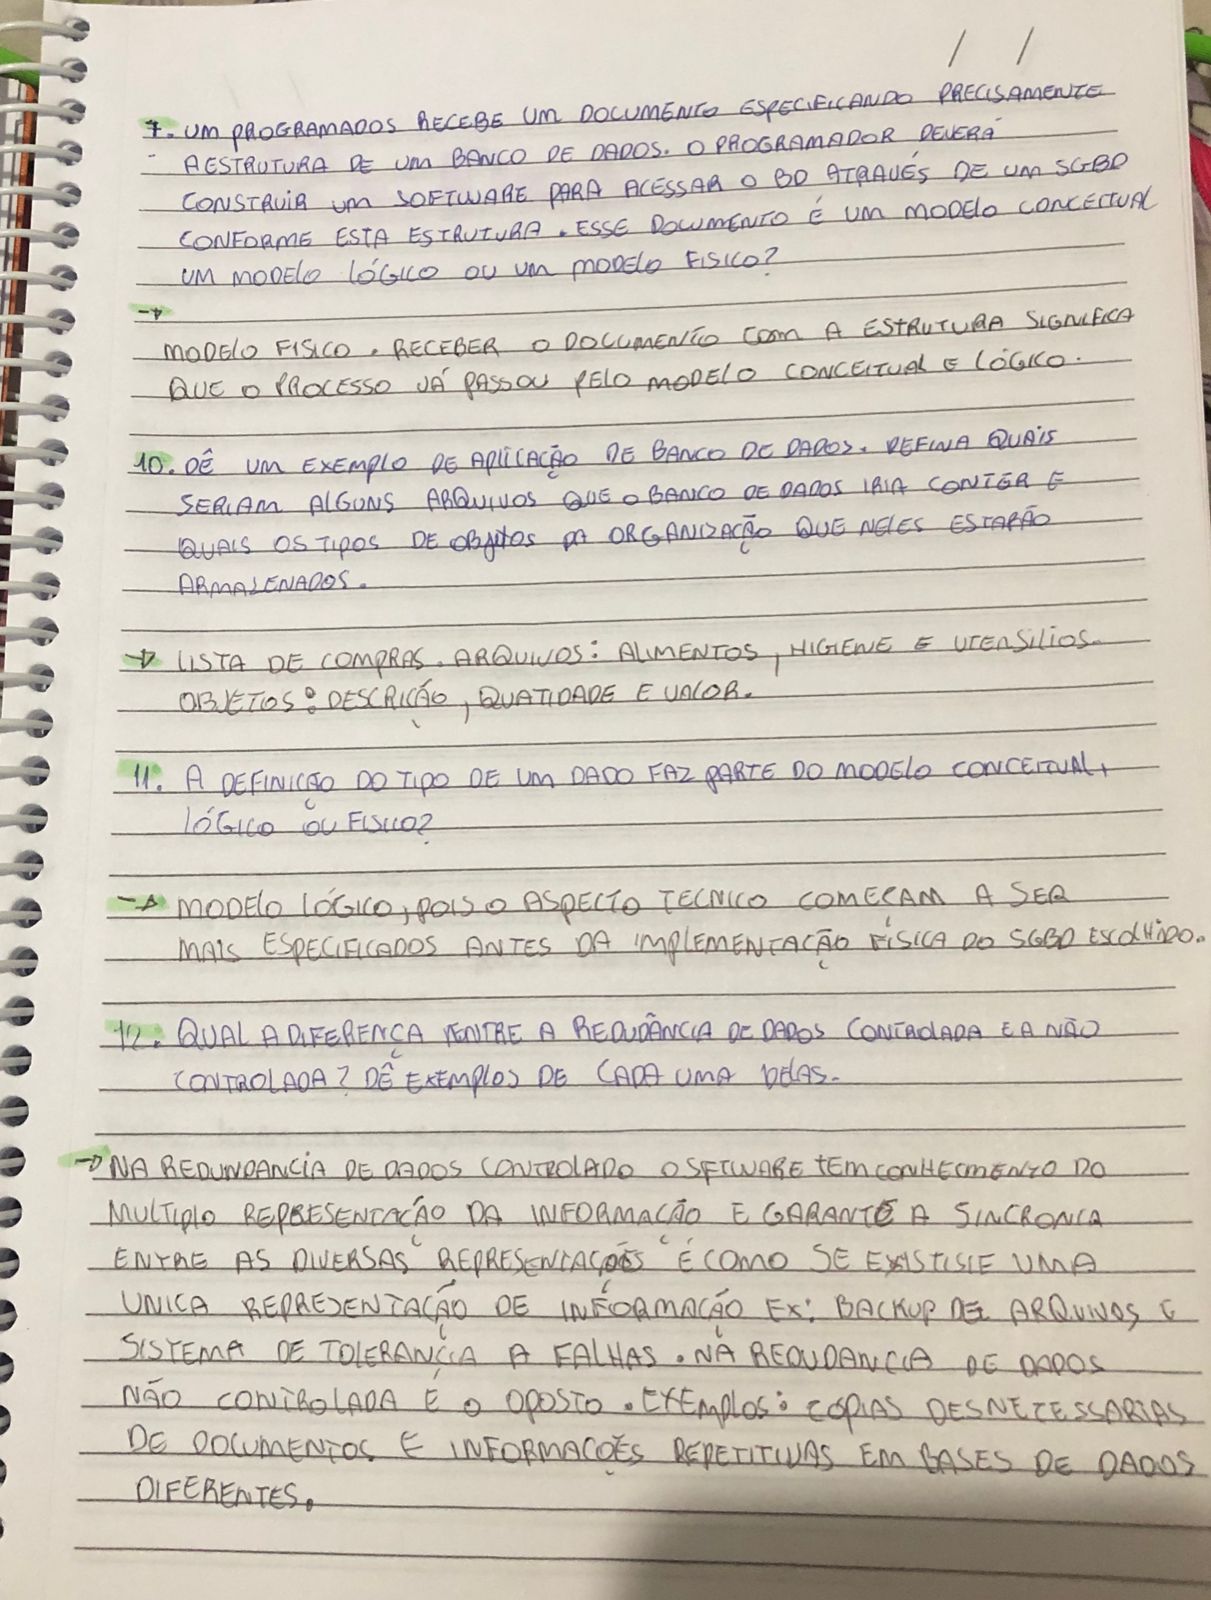 / /
7. UM PROGRAMADOS RECEBE UM DOCUMENTO ESPECIFICANDO PRECISAMENTE
A ESTRUTURA DE UM BANCO DE DADOS. O PROGRAMADOR DEVERÁ
CONSTRUIR UM SOFTWARE PARA ACESSAR O BD ATRAVÉS DE UM SGBD
CONFORME ESTA ESTRUTURA. ESSE DOCUMENTO É UM MODELO CONCEITUAL
UM MODELO LÓGICO OU UM MODELO FISICO?
→
MODELO FISICO. RECEBER O DOCUMENTO COM A ESTRUTURA SIGNIFICA
QUE O PROCESSO JÁ PASSOU PELO MODELO CONCEITUAL E LÓGICO.
10. DÊ UM EXEMPLO DE APLICAÇÃO DE BANCO DE DADOS. DEFINA QUAIS
SERIAM ALGUNS ARQUIVOS QUE O BANCO DE DADOS IRIA CONTER E
QUAIS OS TIPOS DE OBJETOS DA ORGANIZAÇÃO QUE NELES ESTARÃO
ARMAZENADOS.
→ LISTA DE COMPRAS. ARQUIVOS: ALIMENTOS, HIGIENE E UTENSILIOS.
OBJETOS: DESCRIÇÃO, QUATIDADE E VALOR.
11. A DEFINIÇÃO DO TIPO DE UM DADO FAZ PARTE DO MODELO CONCEITUAL,
LÓGICO OU FISICO?
→ MODELO LÓGICO, POIS O ASPECTO TECNICO COMEÇAM A SER
MAIS ESPECIFICADOS ANTES DA IMPLEMENTAÇÃO FÍSICA DO SGBD ESCOLHIDO.
12. QUAL A DIFERENÇA ENTRE A REDUDÂNCIA DE DADOS CONTROLADA E A NÃO
CONTROLADA? DÊ EXEMPLOS DE CADA UMA DELAS.
→ NA REDUNDANCIA DE DADOS CONTROLADO O SFTWARE TEM CONHECMENTO DO
MULTIPLO REPRESENTAÇÃO DA INFORMAÇÃO E GARANTE A SINCRONCA
ENTRE AS DIVERSAS REPRESENTAÇÕES É COMO SE EXISTISSE UMA
UNICA REPRESENTAÇÃO DE INFORMAÇÃO EX: BACKUP DE ARQUIVOS E
SISTEMA DE TOLERANCIA A FALHAS. NA REDUDANCIA DE DADOS
NÃO CONTROLADA É O OPOSTO. EXEMPLOS: COPIAS DESNECESSARIAS
DE DOCUMENTOS E INFORMAÇÕES REPETITIVAS EM BASES DE DADOS
DIFERENTES.